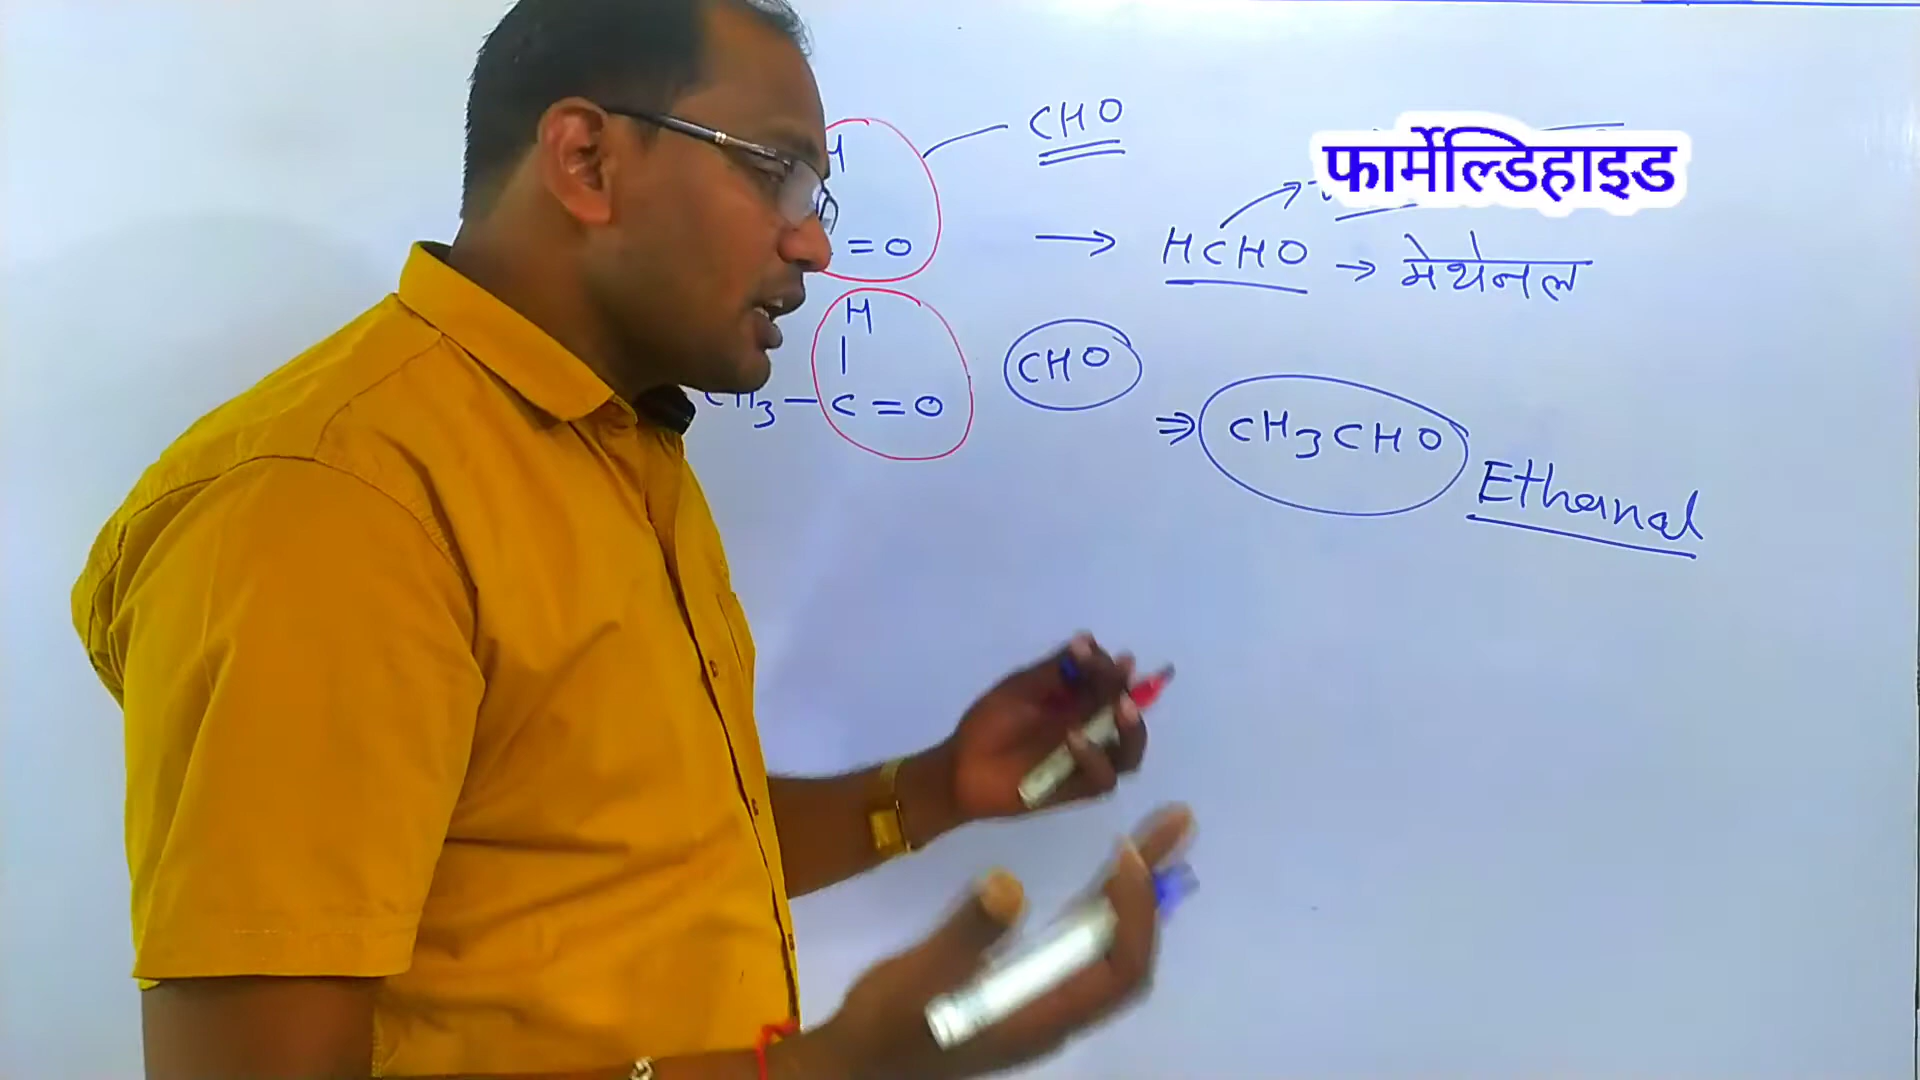 CHO
फार्मेल्डिहाइड
H
= O
→ HCHO → मेथेनल
H
|
CH3 – C = O
CHO
⇒ CH3CHO
Ethanal